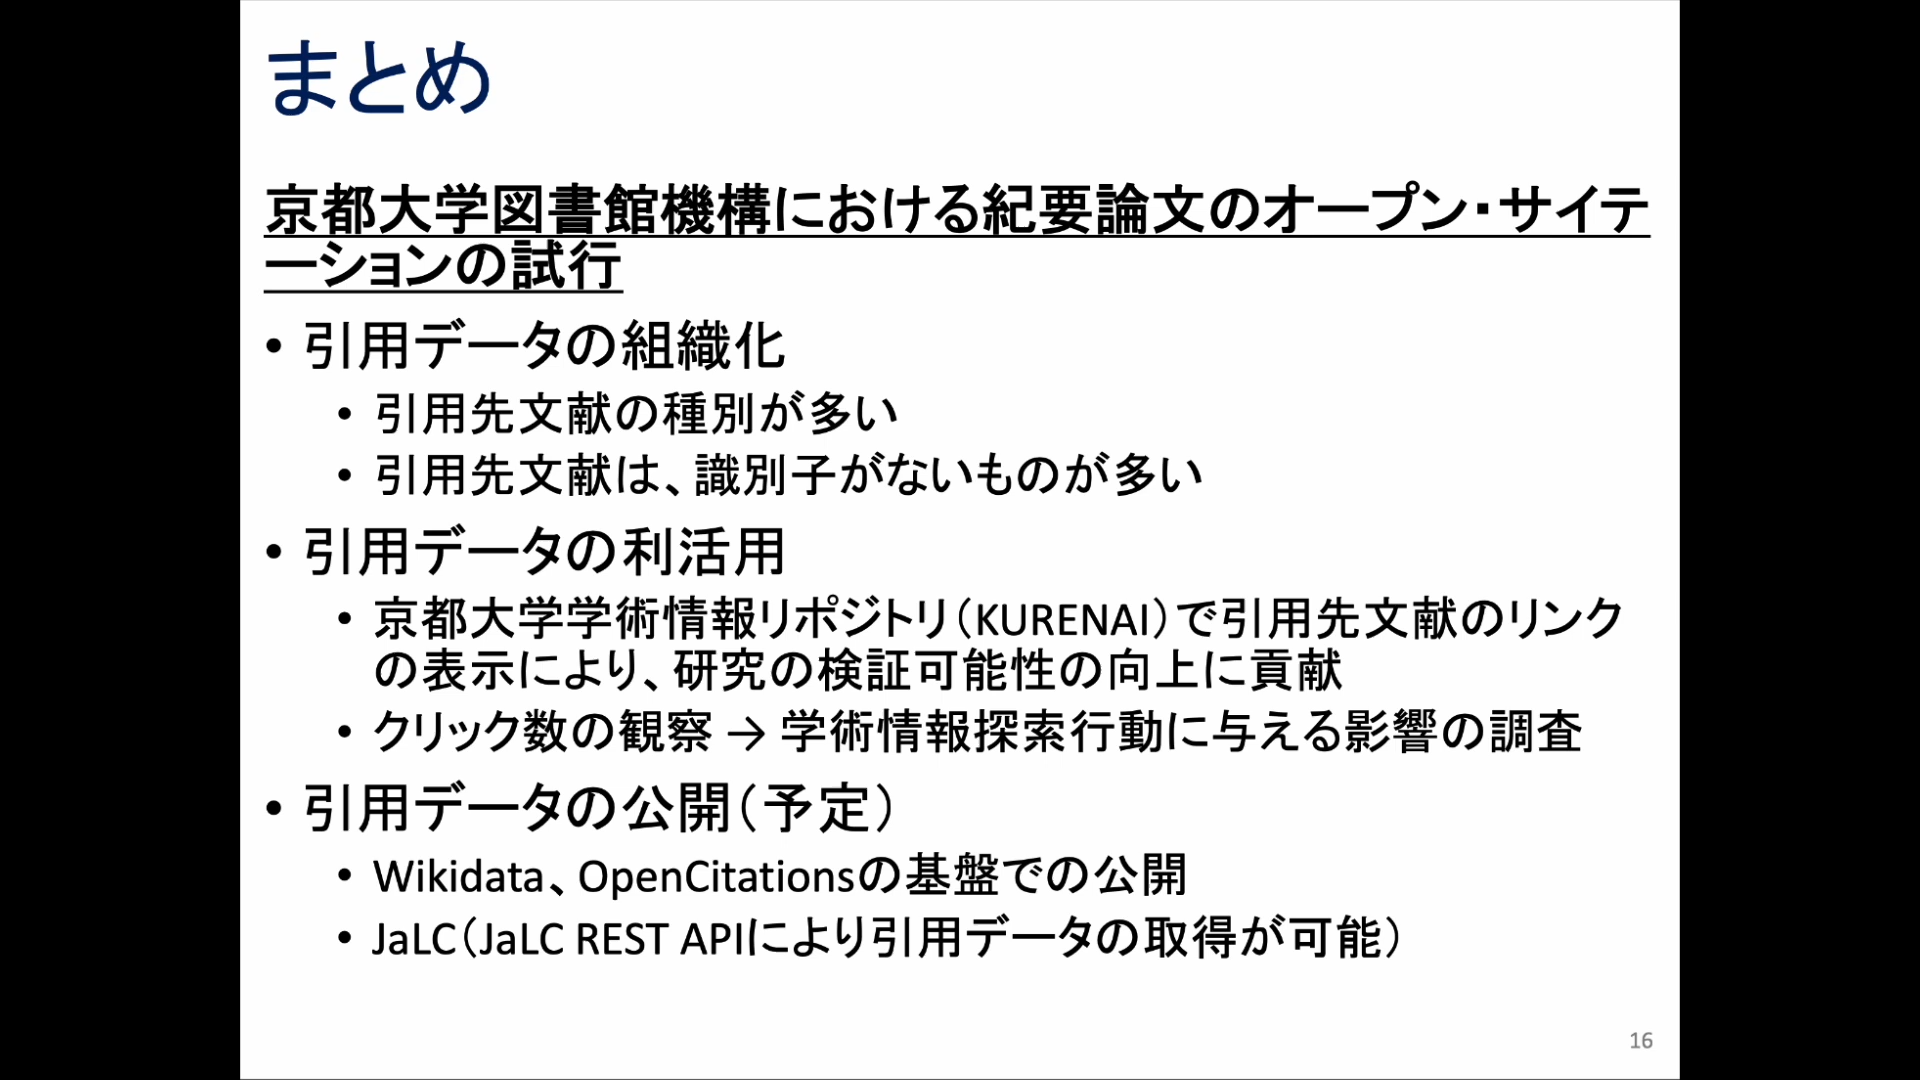 まとめ
京都大学図書館機構における紀要論文のオープン・サイテ
ーションの試行
• 引用データの組織化
• 引用先文献の種別が多い
• 引用先文献は、識別子がないものが多い
• 引用データの利活用
• 京都大学学術情報リポジトリ（KURENAI）で引用先文献のリンク
の表示により、研究の検証可能性の向上に貢献
• クリック数の観察 → 学術情報探索行動に与える影響の調査
• 引用データの公開（予定）
• Wikidata、OpenCitationsの基盤での公開
• JaLC（JaLC REST APIにより引用データの取得が可能）
16